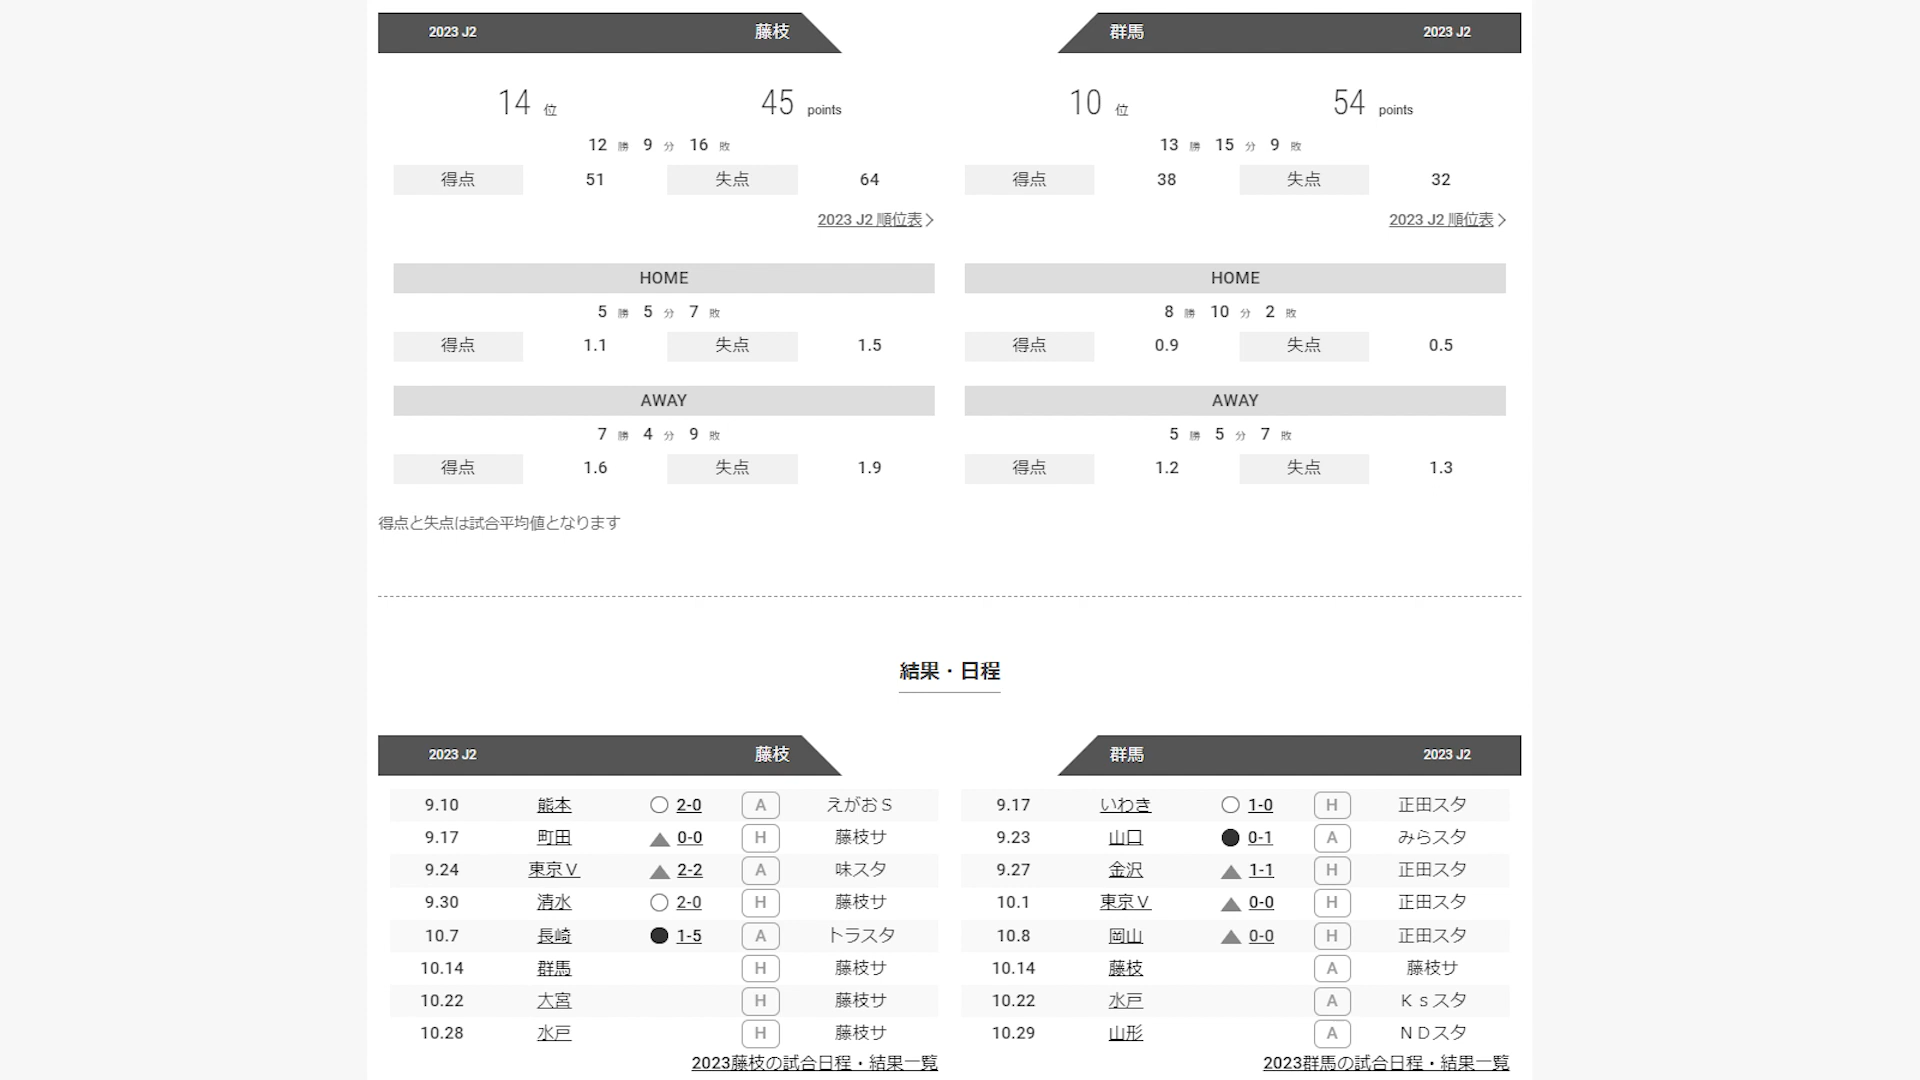 2023 J2 藤枝 群馬 2023 J2
14 位 45 points 10 位 54 points
12 勝 9 分 16 敗 13 勝 15 分 9 敗
得点 51 失点 64 得点 38 失点 32
2023 J2 順位表 2023 J2 順位表
HOME HOME
5 勝 5 分 7 敗 8 勝 10 分 2 敗
得点 1.1 失点 1.5 得点 0.9 失点 0.5
AWAY AWAY
7 勝 4 分 9 敗 5 勝 5 分 7 敗
得点 1.6 失点 1.9 得点 1.2 失点 1.3
得点と失点は試合平均値となります
結果・日程
2023 J2 藤枝 群馬 2023 J2
9.10 熊本 ○ 2-0 A えがおS 9.17 いわき ○ 1-0 H 正田スタ
9.17 町田 ▲ 0-0 H 藤枝サ 9.23 山口 ● 0-1 A みらスタ
9.24 東京V ▲ 2-2 A 味スタ 9.27 金沢 ▲ 1-1 H 正田スタ
9.30 清水 ○ 2-0 H 藤枝サ 10.1 東京V ▲ 0-0 H 正田スタ
10.7 長崎 ● 1-5 A トラスタ 10.8 岡山 ▲ 0-0 H 正田スタ
10.14 群馬 H 藤枝サ 10.14 藤枝 A 藤枝サ
10.22 大宮 H 藤枝サ 10.22 水戸 A Ksスタ
10.28 水戸 H 藤枝サ 10.29 山形 A NDスタ
2023藤枝の試合日程・結果一覧 2023群馬の試合日程・結果一覧